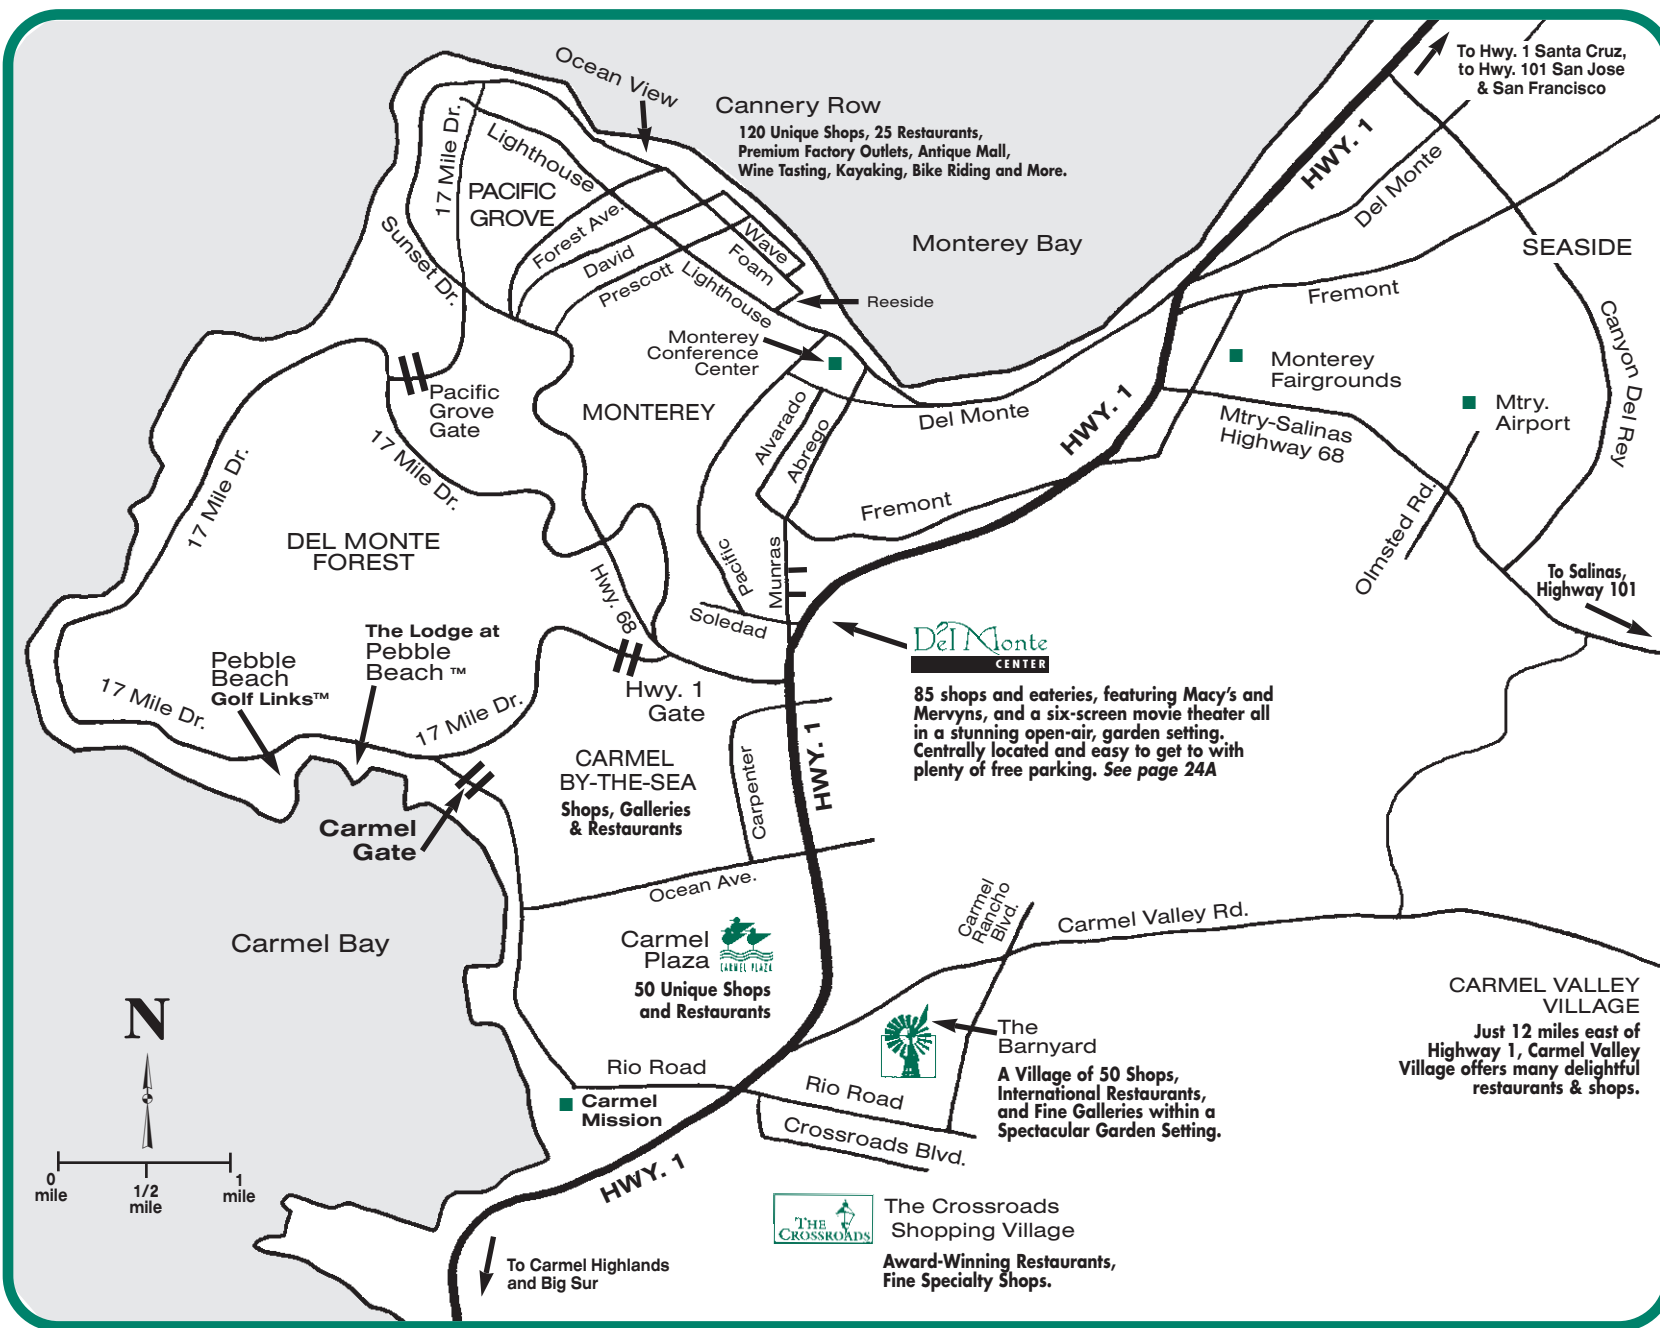 To Hwy. 1 Santa Cruz,
to Hwy. 101 San Jose
& San Francisco
Ocean View
Cannery Row
120 Unique Shops, 25 Restaurants,
Premium Factory Outlets, Antique Mall,
Wine Tasting, Kayaking, Bike Riding and More.
17 Mile Dr.
Lighthouse
PACIFIC
GROVE
HWY. 1
Del Monte
Sunset Dr.
Forest Ave.
David
Prescott
Wave
Foam
Lighthouse
Reeside
Monterey Bay
SEASIDE
Fremont
Canyon Del Rey
Monterey
Conference
Center
Monterey
Fairgrounds
Mtry.
Airport
Pacific
Grove
Gate
MONTEREY
Alvarado
Abrego
Del Monte
HWY. 1
Mtry-Salinas
Highway 68
17 Mile Dr.
17 Mile Dr.
Fremont
Olmsted Rd.
DEL MONTE
FOREST
Hwy. 68
Pacific
Munras
Soledad
To Salinas,
Highway 101
Del Monte
CENTER
85 shops and eateries, featuring Macy's and
Mervyns, and a six-screen movie theater all
in a stunning open-air, garden setting.
Centrally located and easy to get to with
plenty of free parking. See page 24A
The Lodge at
Pebble
Beach ™
Pebble
Beach
Golf Links™
17 Mile Dr.
17 Mile Dr.
Hwy. 1
Gate
CARMEL
BY-THE-SEA
Shops, Galleries
& Restaurants
Carpenter
HWY. 1
Carmel
Gate
Ocean Ave.
Carmel Bay
Carmel
Plaza
CARMEL PLAZA
50 Unique Shops
and Restaurants
Carmel
Rancho
Blvd.
Carmel Valley Rd.
CARMEL VALLEY
VILLAGE
Just 12 miles east of
Highway 1, Carmel Valley
Village offers many delightful
restaurants & shops.
N
The
Barnyard
A Village of 50 Shops,
International Restaurants,
and Fine Galleries within a
Spectacular Garden Setting.
Rio Road
Rio Road
Carmel
Mission
Crossroads Blvd.
HWY. 1
0
mile
1/2
mile
1
mile
THE
CROSSROADS
The Crossroads
Shopping Village
Award-Winning Restaurants,
Fine Specialty Shops.
To Carmel Highlands
and Big Sur